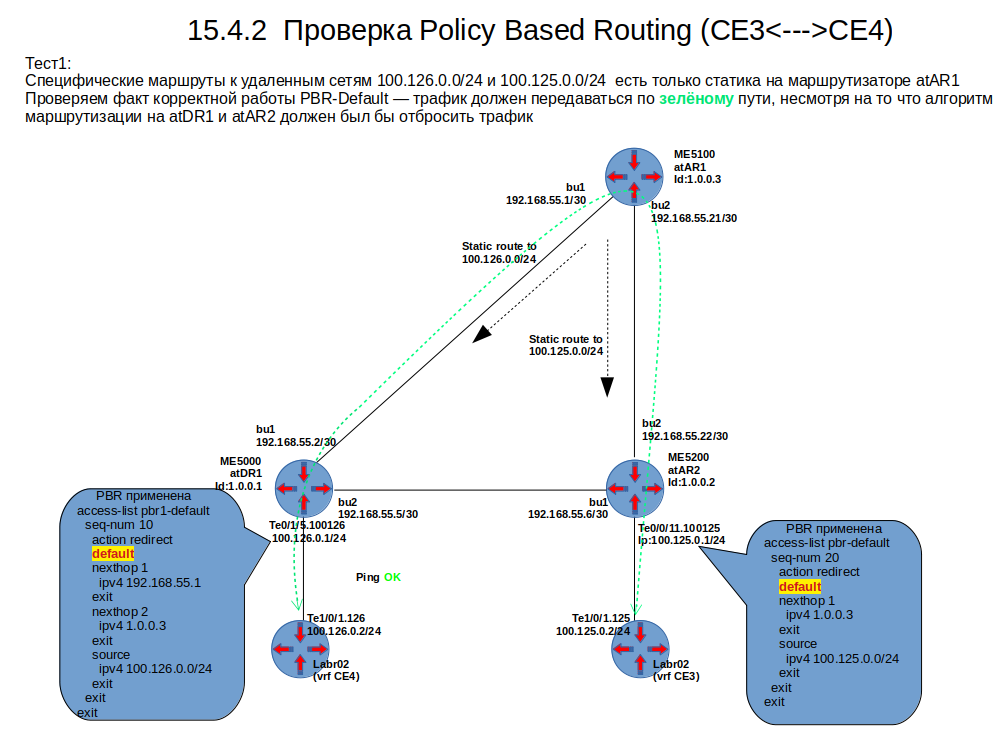 15.4.2 Проверка Policy Based Routing (CE3<--->CE4)
Тест1:
Специфические маршруты к удаленным сетям 100.126.0.0/24 и 100.125.0.0/24 есть только статика на маршрутизаторе atAR1
Проверяем факт корректной работы PBR-Default — трафик должен передаваться по зелёному пути, несмотря на то что алгоритм
маршрутизации на atDR1 и atAR2 должен был бы отбросить трафик
ME5100
atAR1
Id:1.0.0.3
bu1
192.168.55.1/30
bu2
192.168.55.21/30
Static route to
100.126.0.0/24
Static route to
100.125.0.0/24
bu1
192.168.55.2/30
bu2
192.168.55.22/30
ME5000
atDR1
Id:1.0.0.1
ME5200
atAR2
Id:1.0.0.2
bu2
192.168.55.5/30
bu1
192.168.55.6/30
Te0/1/5.100126
100.126.0.1/24
Te0/0/11.100125
Ip:100.125.0.1/24
PBR применена
access-list pbr1-default
seq-num 10
action redirect
default
nexthop 1
ipv4 192.168.55.1
exit
nexthop 2
ipv4 1.0.0.3
exit
source
ipv4 100.126.0.0/24
exit
exit
exit
Ping OK
PBR применена
access-list pbr-default
seq-num 20
action redirect
default
nexthop 1
ipv4 1.0.0.3
exit
source
ipv4 100.125.0.0/24
exit
exit
exit
Te1/0/1.126
100.126.0.2/24
Labr02
(vrf CE4)
Te1/0/1.125
100.125.0.2/24
Labr02
(vrf CE3)